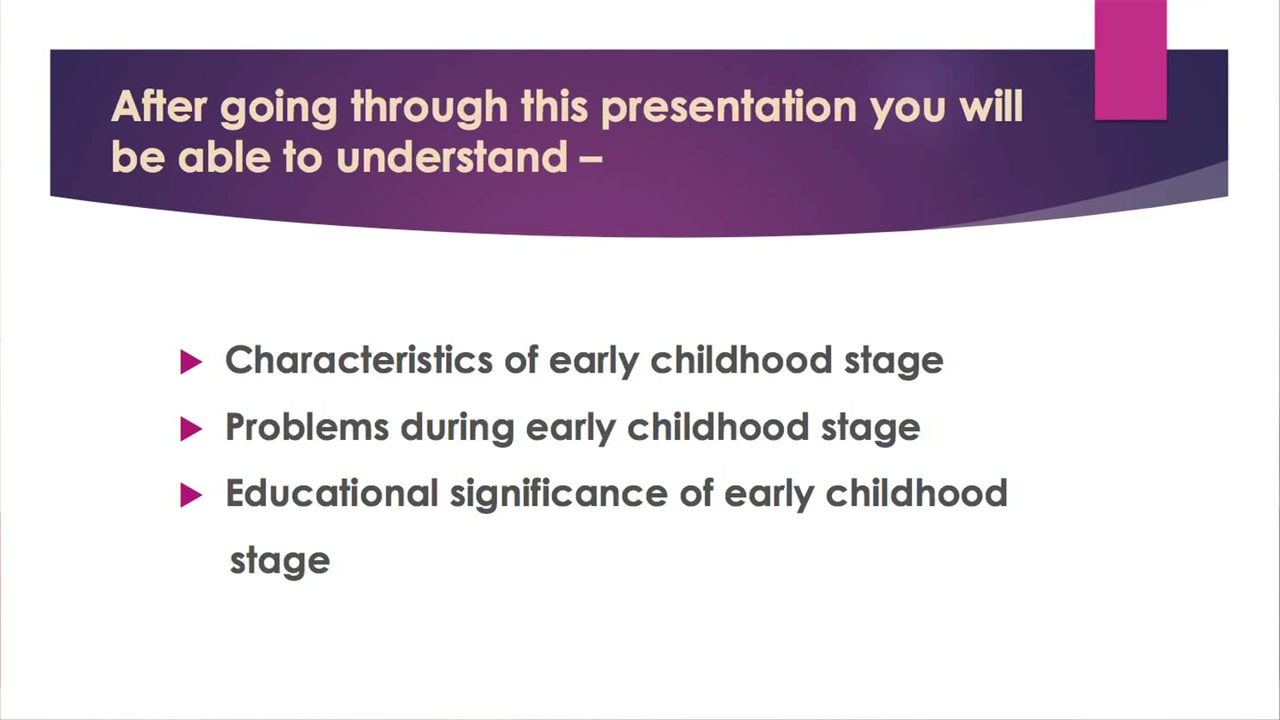 After going through this presentation you will
be able to understand –
Characteristics of early childhood stage
Problems during early childhood stage
Educational significance of early childhood
stage